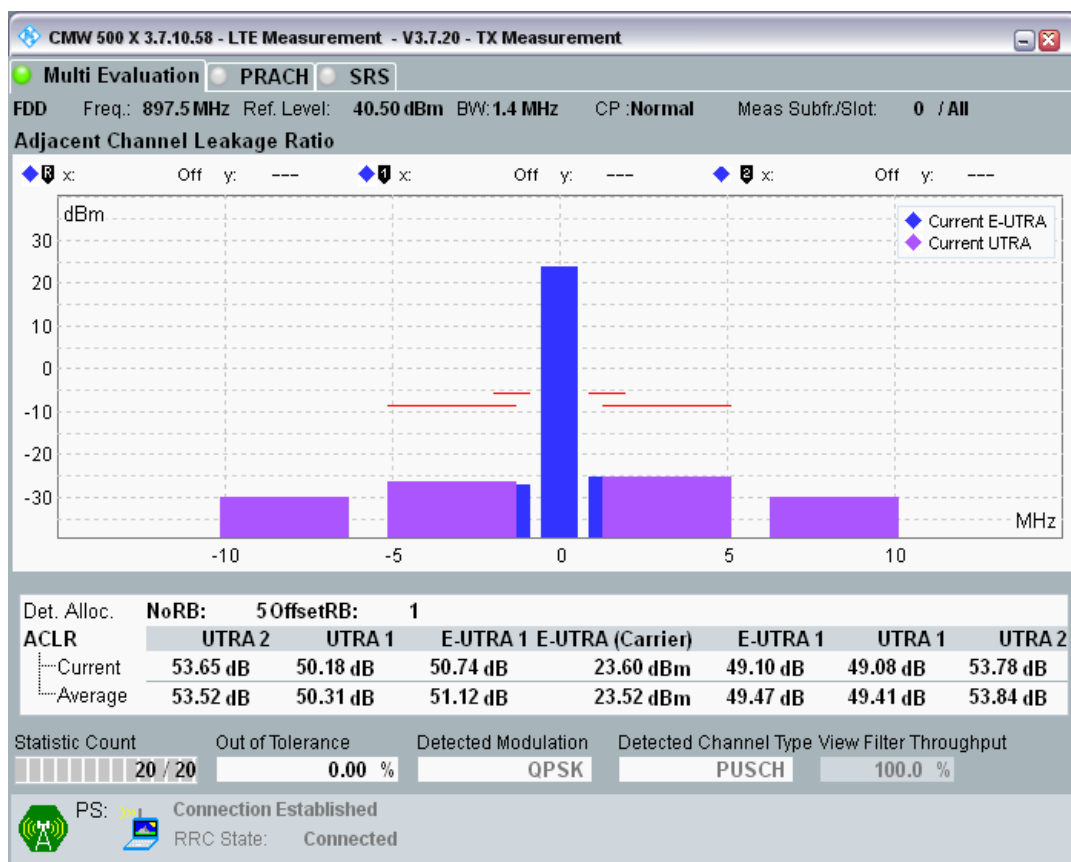 CMW 500 X 3.7.10.58 - LTE Measurement - V3.7.20 - TX Measurement
Multi Evaluation PRACH SRS
FDD Freq.: 897.5 MHz Ref. Level: 40.50 dBm BW: 1.4 MHz CP :Normal Meas Subfr./Slot: 0 / All
Adjacent Channel Leakage Ratio
R x: Off y: --- 1 x: Off y: --- 2 x: Off y: ---
dBm
Current E-UTRA
Current UTRA
30
20
10
0
-10
-20
-30
MHz
-10 -5 0 5 10
Det. Alloc. NoRB: 5 OffsetRB: 1
ACLR UTRA 2 UTRA 1 E-UTRA 1 E-UTRA (Carrier) E-UTRA 1 UTRA 1 UTRA 2
Current 53.65 dB 50.18 dB 50.74 dB 23.60 dBm 49.10 dB 49.08 dB 53.78 dB
Average 53.52 dB 50.31 dB 51.12 dB 23.52 dBm 49.47 dB 49.41 dB 53.84 dB
Statistic Count Out of Tolerance Detected Modulation Detected Channel Type View Filter Throughput
20 / 20 0.00 % QPSK PUSCH 100.0 %
PS: Connection Established
RRC State: Connected